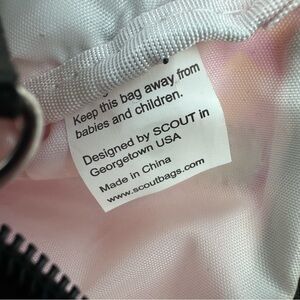 Keep this bag away from
babies and children.
Designed by SCOUT in
Georgetown USA
Made in China
www.scoutbags.com